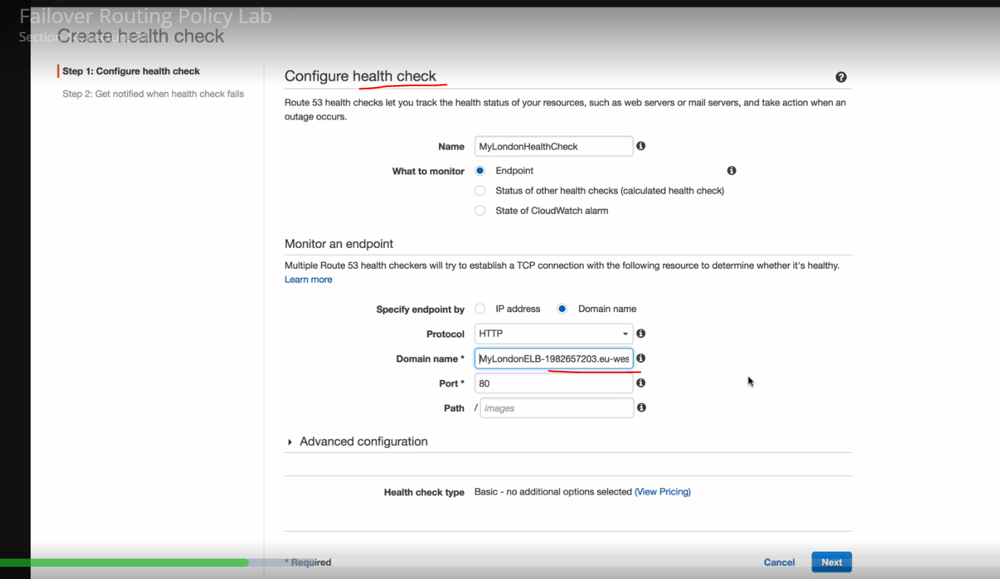 Failover Routing Policy Lab
Section
Create health check
Step 1: Configure health check
Step 2: Get notified when health check fails
Configure health check
Route 53 health checks let you track the health status of your resources, such as web servers or mail servers, and take action when an
outage occurs.
Name MyLondonHealthCheck
What to monitor Endpoint
Status of other health checks (calculated health check)
State of CloudWatch alarm
Monitor an endpoint
Multiple Route 53 health checkers will try to establish a TCP connection with the following resource to determine whether it's healthy.
Learn more
Specify endpoint by IP address Domain name
Protocol HTTP
Domain name * MyLondonELB-1982657203.eu-wes
Port * 80
Path / images
Advanced configuration
Health check type Basic - no additional options selected (View Pricing)
* Required
Cancel Next